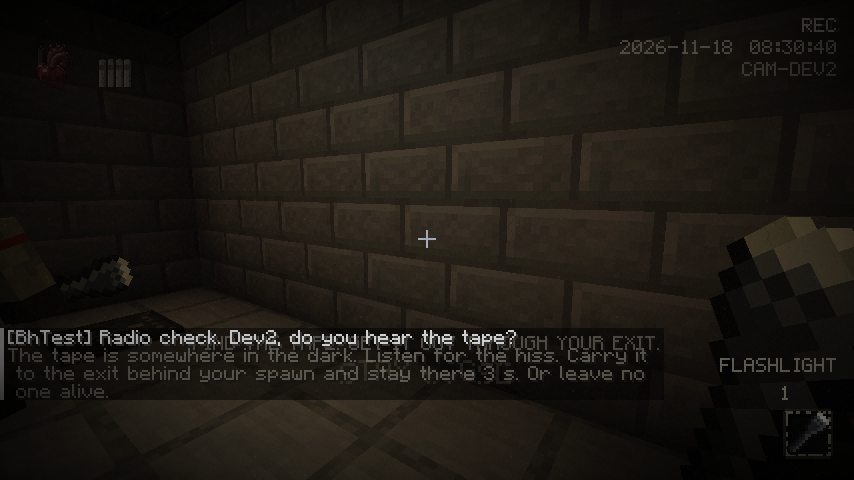 REC
2026-11-18 08:30:40
CAM-DEV2
[BhTest] Radio check. Dev2, do you hear the tape?
YOUR EXIT.
The tape is somewhere in the dark. Listen for the hiss. Carry it
to the exit behind your spawn and stay there 3 s. Or leave no
one alive.
FLASHLIGHT
1